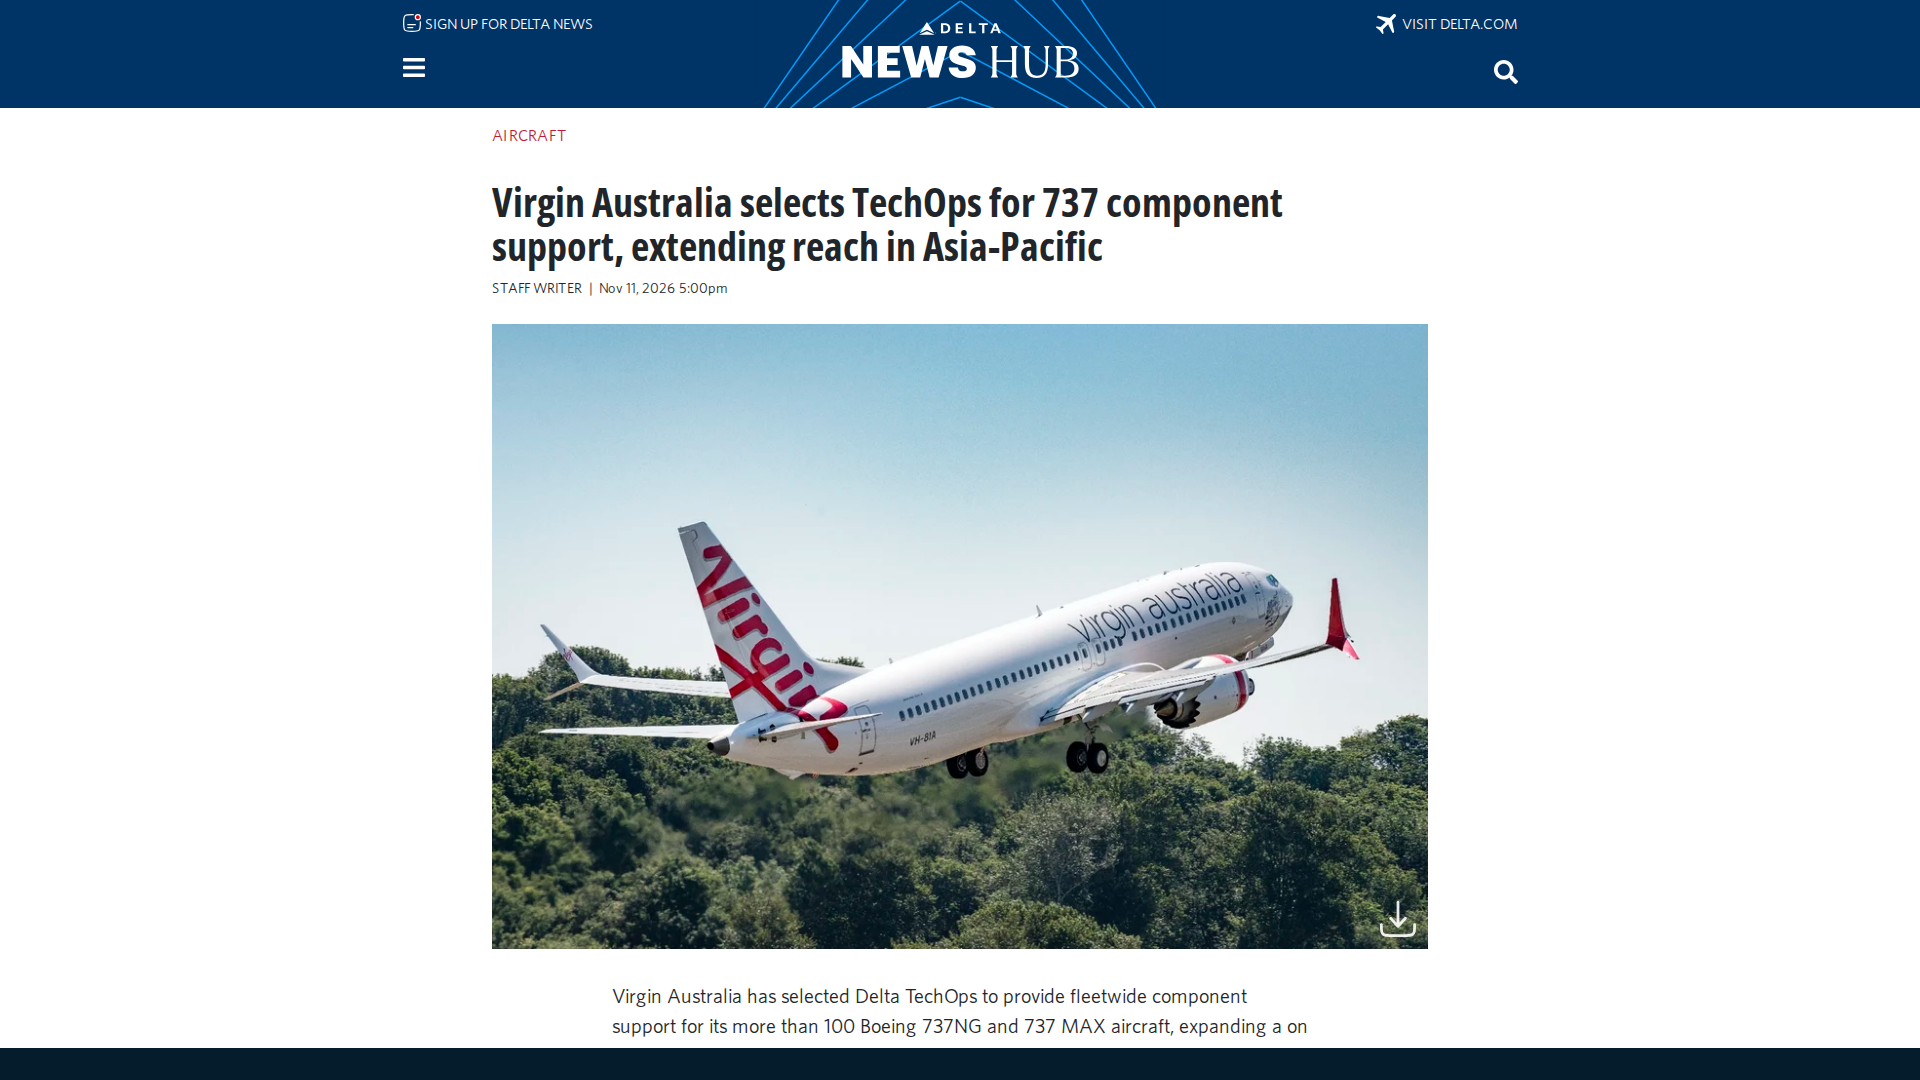 SIGN UP FOR DELTA NEWS
DELTA
NEWS HUB
VISIT DELTA.COM
AIRCRAFT
Virgin Australia selects TechOps for 737 component
support, extending reach in Asia-Pacific
STAFF WRITER | Nov 11, 2026 5:00pm
Virgin
virgin australia
VH-8IA
Virgin Australia has selected Delta TechOps to provide fleetwide component
support for its more than 100 Boeing 737NG and 737 MAX aircraft, expanding a on